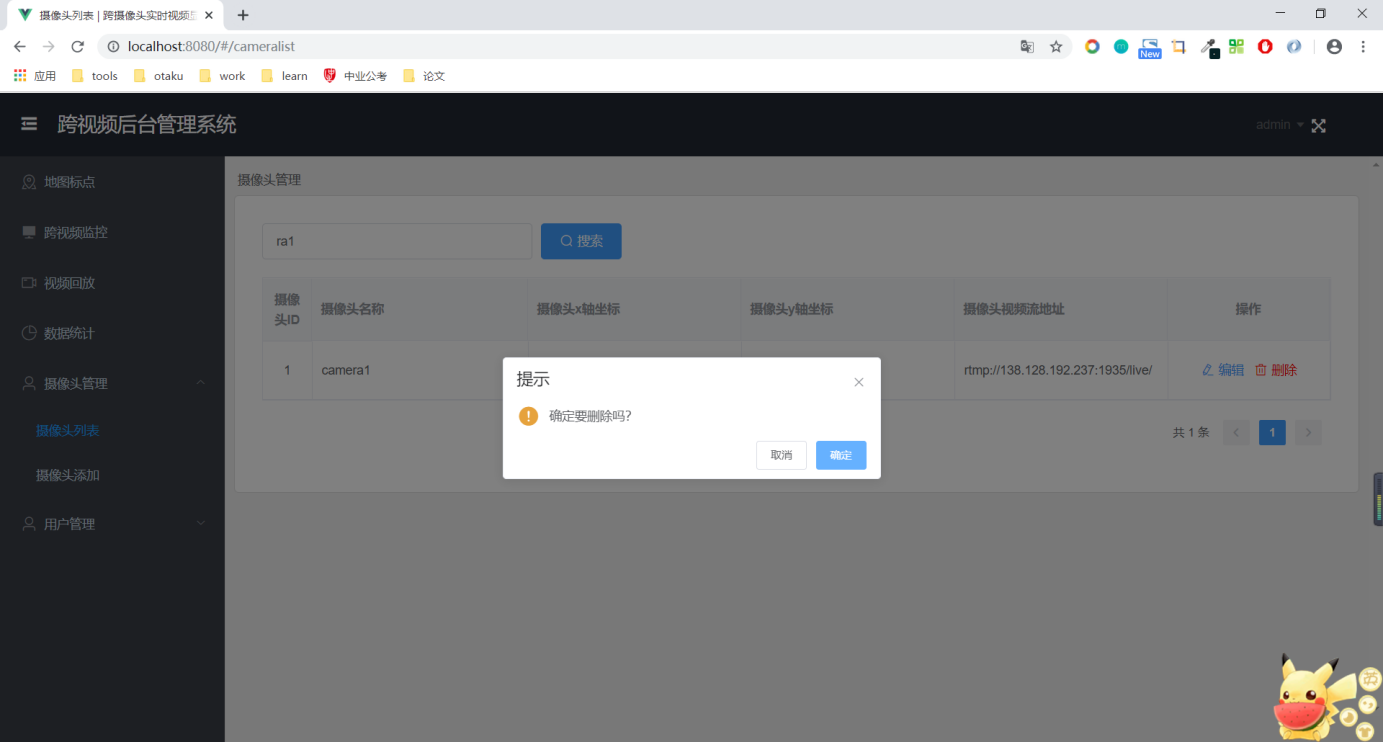 摄像头列表 | 跨摄像头实时视频
localhost:8080/#/cameralist
New
应用 tools otaku work learn 中业公考 论文
跨视频后台管理系统
admin
地图标点
跨视频监控
视频回放
数据统计
摄像头管理
摄像头列表
摄像头添加
用户管理
摄像头管理
ra1
搜索
摄像头ID 摄像头名称 摄像头x轴坐标 摄像头y轴坐标 摄像头视频流地址 操作
1 camera1 rtmp://138.128.192.237:1935/live/ 编辑 删除
共 1 条 1
提示
确定要删除吗?
取消 确定